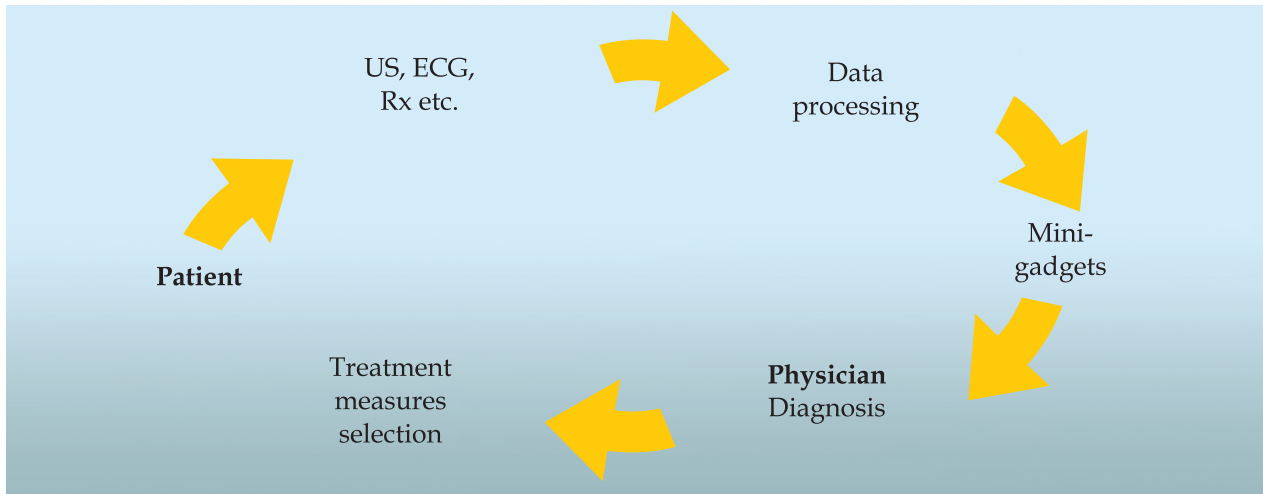 US, ECG,
Rx etc.
Data
processing
Mini-
gadgets
Physician
Diagnosis
Treatment
measures
selection
Patient